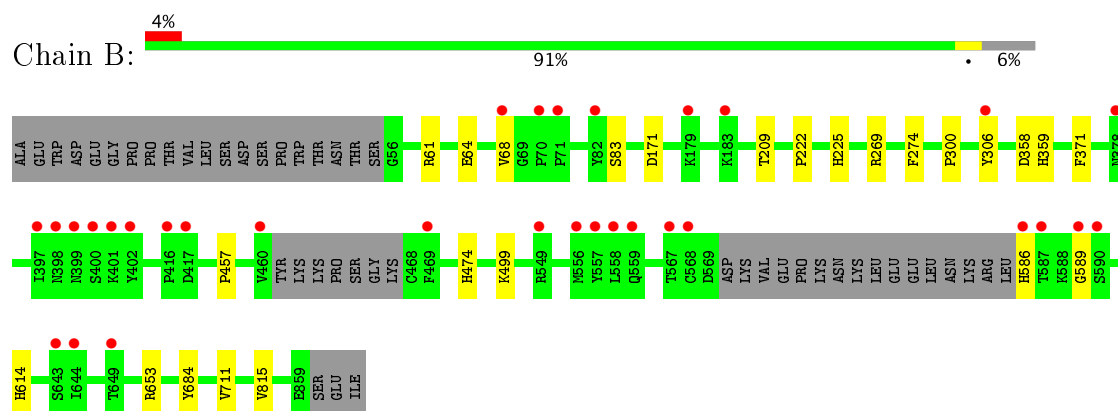 4%
Chain B:
91% • 6%
ALA GLU TRP ASP GLU GLY PRO PRO THR VAL LEU SER ASP SER PRO TRP THR ASN THR SER G56 R61 E64 V68 G69 P70 P71 Y82 S83 D171 K179 K183 T209 P222 H225 R269 F274 P300 Y306 D358 H359 F371 N378
I397 N398 N399 S400 K401 Y402 P416 D417 P457 V460 TYR LYS LYS PRO SER GLY LYS C468 F469 H474 K499 R549 M556 Y557 L558 Q559 T567 C568 D569 ASP LYS VAL GLU PRO LYS ASN LYS LEU GLU GLU LEU ASN LYS ARG LEU H586 T587 K588 G589 S590
H614 S643 I644 T649 R653 Y684 V711 V815 E859 SER GLU ILE